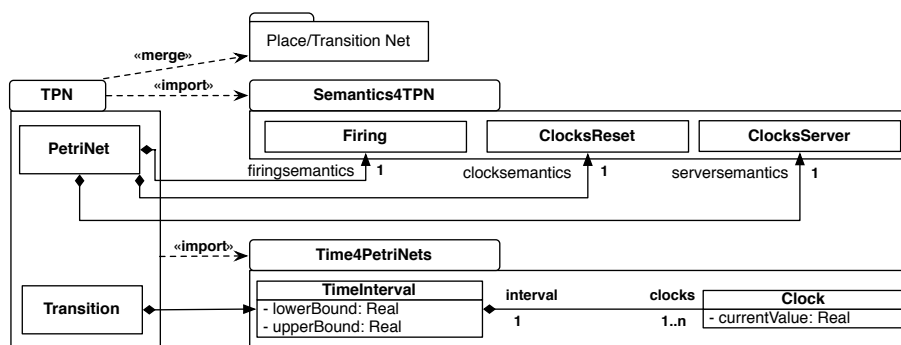 Place/Transition Net
«merge»
«import»
TPN
Semantics4TPN
PetriNet
Firing
ClocksReset
ClocksServer
firingsemantics 1
clocksemantics 1
serversemantics 1
«import»
Time4PetriNets
Transition
TimeInterval
- lowerBound: Real
- upperBound: Real
interval
1
clocks
1..n
Clock
- currentValue: Real